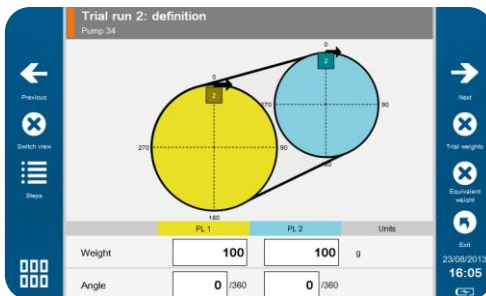 Trial run 2: definition
Pump 34
Previous
Switch view
Steps
0
2
270
90
180
0
2
270
90
180
Next
Trial weights
Equivalent weight
Exit
23/08/2013
16:05
PL 1 PL 2 Units
Weight 100 100 g
Angle 0 /360 0 /360